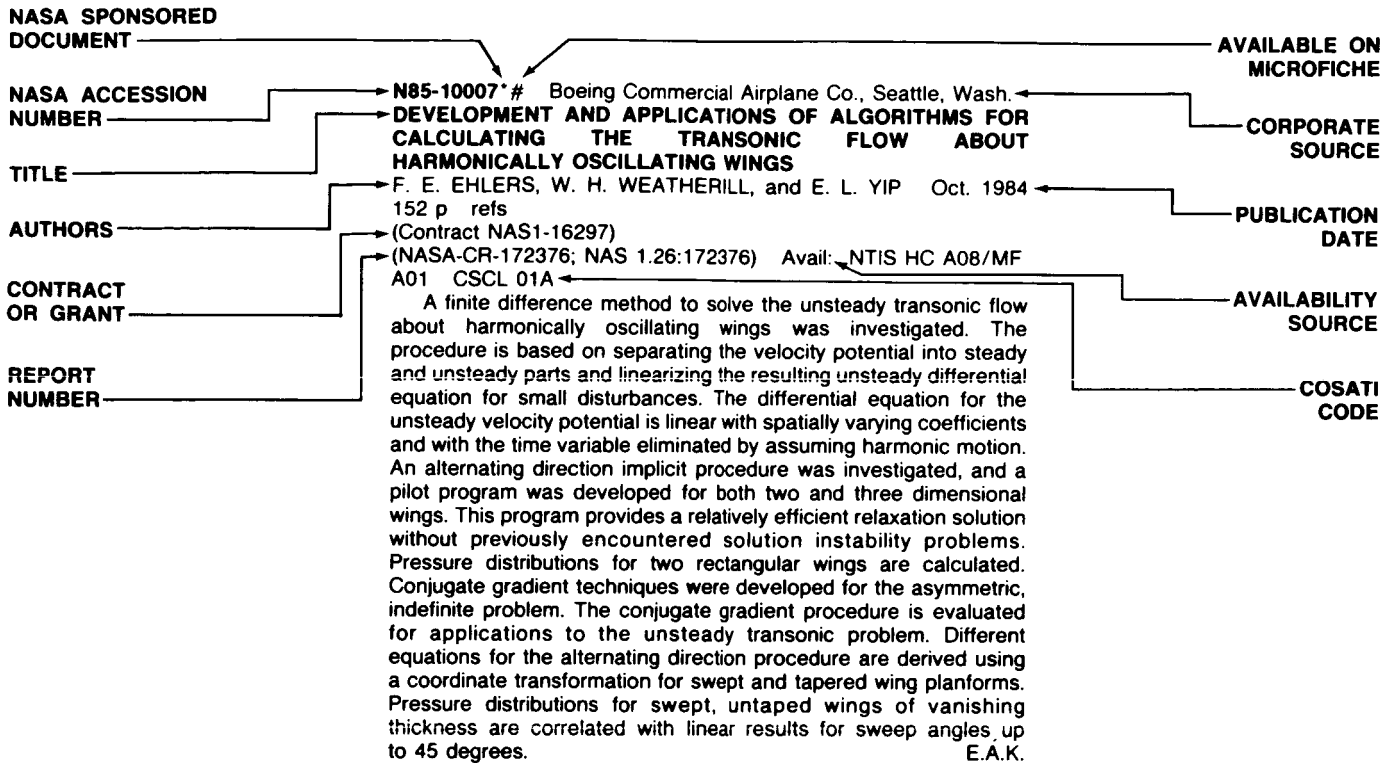 NASA SPONSORED
DOCUMENT
AVAILABLE ON
MICROFICHE
NASA ACCESSION
NUMBER
N85-10007*# Boeing Commercial Airplane Co., Seattle, Wash.
CORPORATE
SOURCE
TITLE
DEVELOPMENT AND APPLICATIONS OF ALGORITHMS FOR
CALCULATING THE TRANSONIC FLOW ABOUT
HARMONICALLY OSCILLATING WINGS
AUTHORS
F. E. EHLERS, W. H. WEATHERILL, and E. L. YIP Oct. 1984
152 p refs
PUBLICATION
DATE
CONTRACT
OR GRANT
(Contract NAS1-16297)
REPORT
NUMBER
(NASA-CR-172376; NAS 1.26:172376) Avail: NTIS HC A08/MF
A01 CSCL 01A
AVAILABILITY
SOURCE
COSATI
CODE
A finite difference method to solve the unsteady transonic flow
about harmonically oscillating wings was investigated. The
procedure is based on separating the velocity potential into steady
and unsteady parts and linearizing the resulting unsteady differential
equation for small disturbances. The differential equation for the
unsteady velocity potential is linear with spatially varying coefficients
and with the time variable eliminated by assuming harmonic motion.
An alternating direction implicit procedure was investigated, and a
pilot program was developed for both two and three dimensional
wings. This program provides a relatively efficient relaxation solution
without previously encountered solution instability problems.
Pressure distributions for two rectangular wings are calculated.
Conjugate gradient techniques were developed for the asymmetric,
indefinite problem. The conjugate gradient procedure is evaluated
for applications to the unsteady transonic problem. Different
equations for the alternating direction procedure are derived using
a coordinate transformation for swept and tapered wing planforms.
Pressure distributions for swept, untaped wings of vanishing
thickness are correlated with linear results for sweep angles up
to 45 degrees. E.A.K.